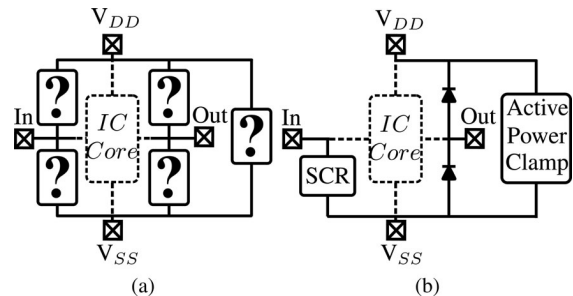 V_DD
? ?
In IC Core Out ?
? ?
V_SS
(a)
V_DD
In IC Core Out Active Power Clamp
SCR
V_SS
(b)